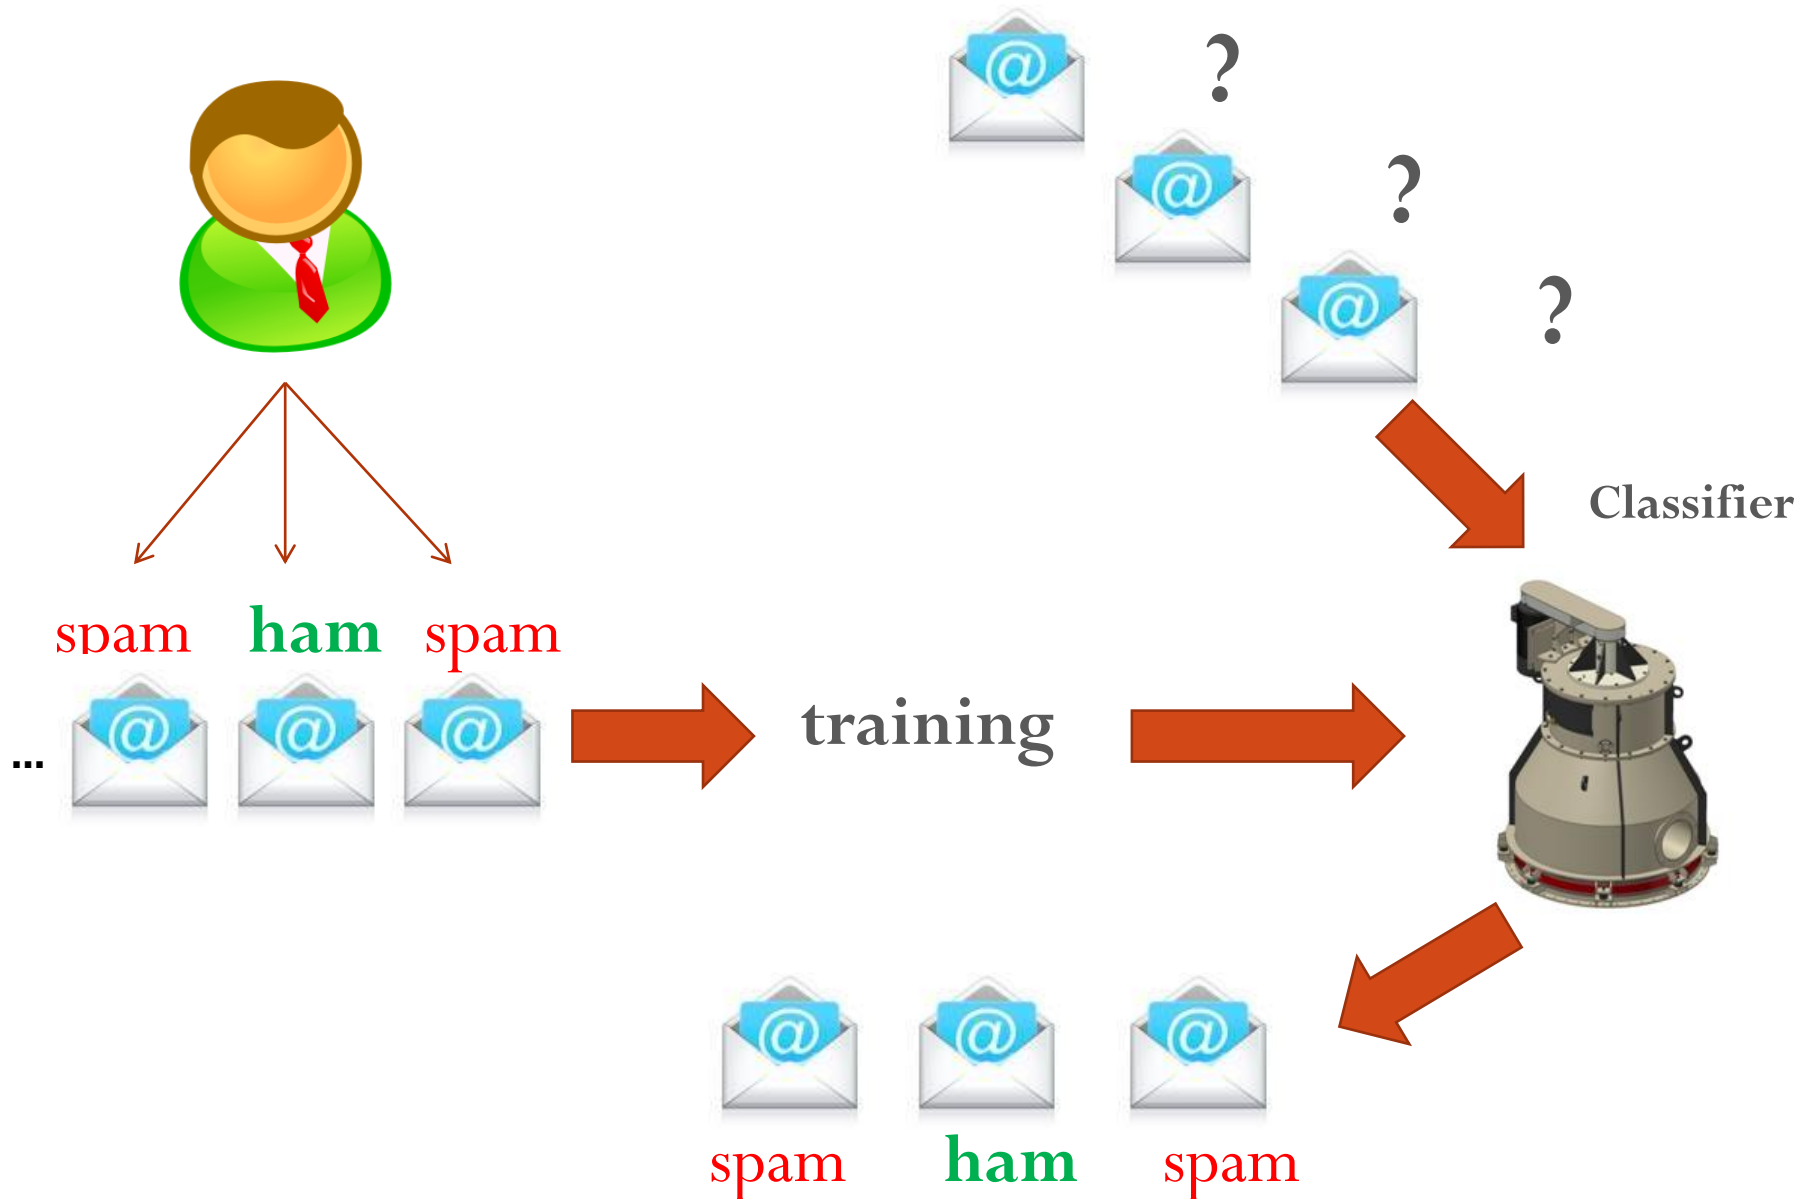 ?
?
?
Classifier
spam ham spam
@ @ @
... training
spam ham spam